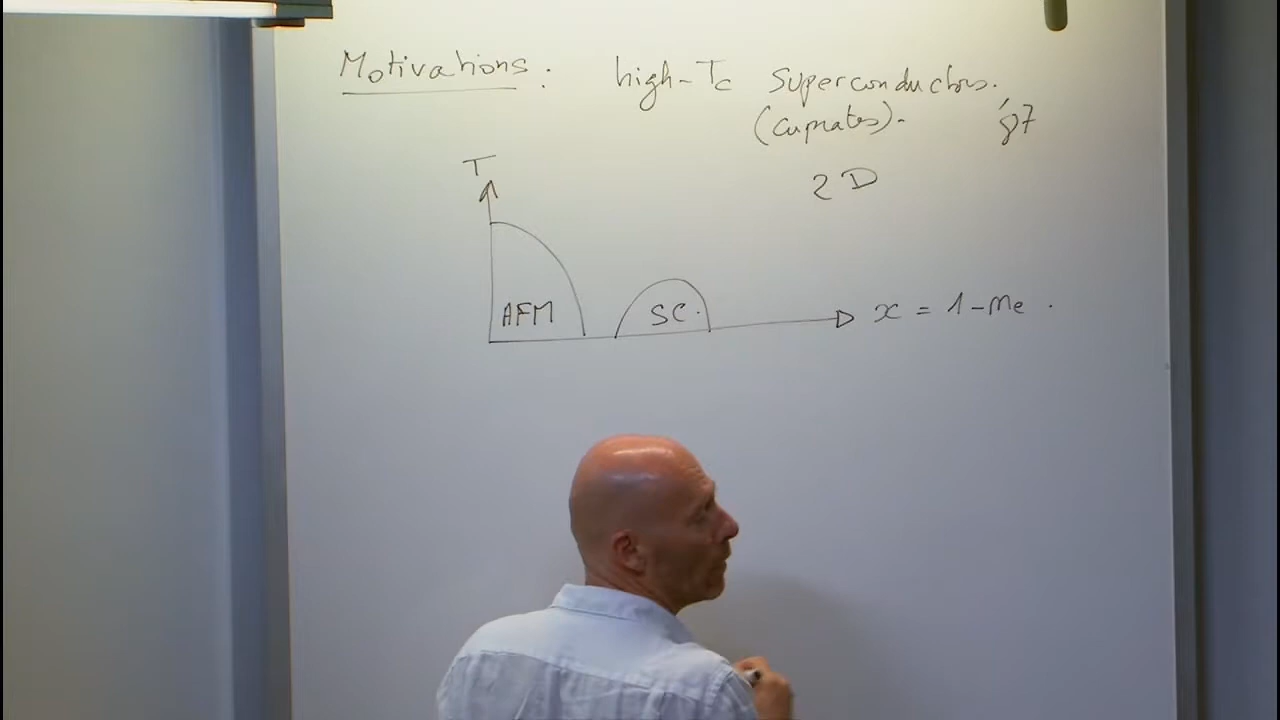 Motivations : high-Tc Superconductors.
(cuprates). '87
2D
T
AFM SC. x = 1-ne .